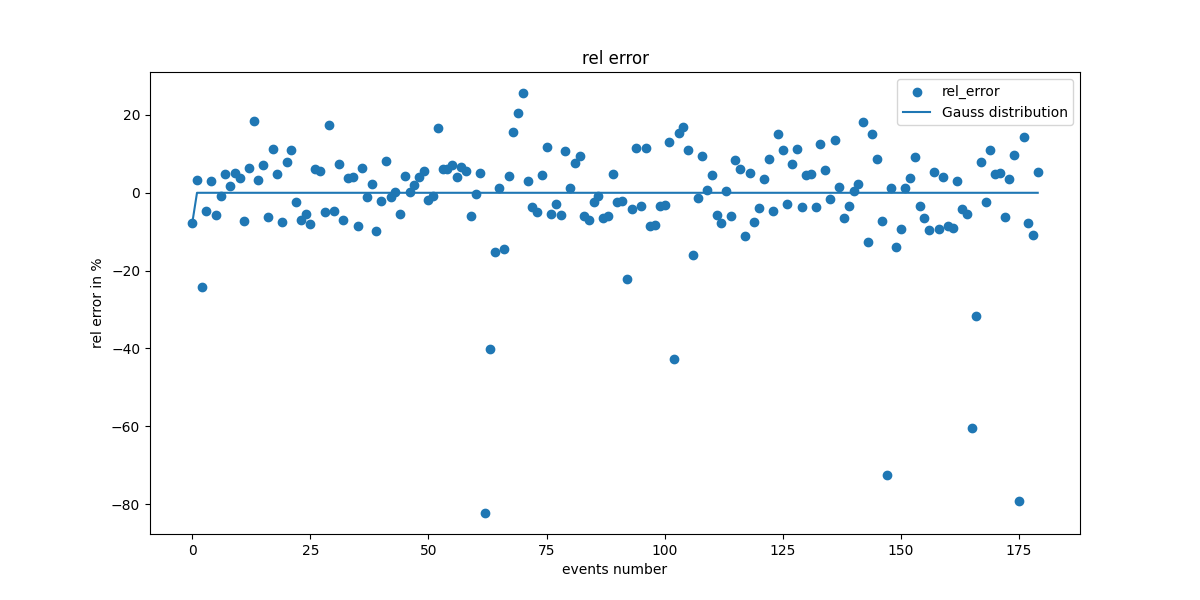 rel error
rel_error
Gauss distribution
20
0
−20
−40
−60
−80
rel error in %
0 25 50 75 100 125 150 175
events number